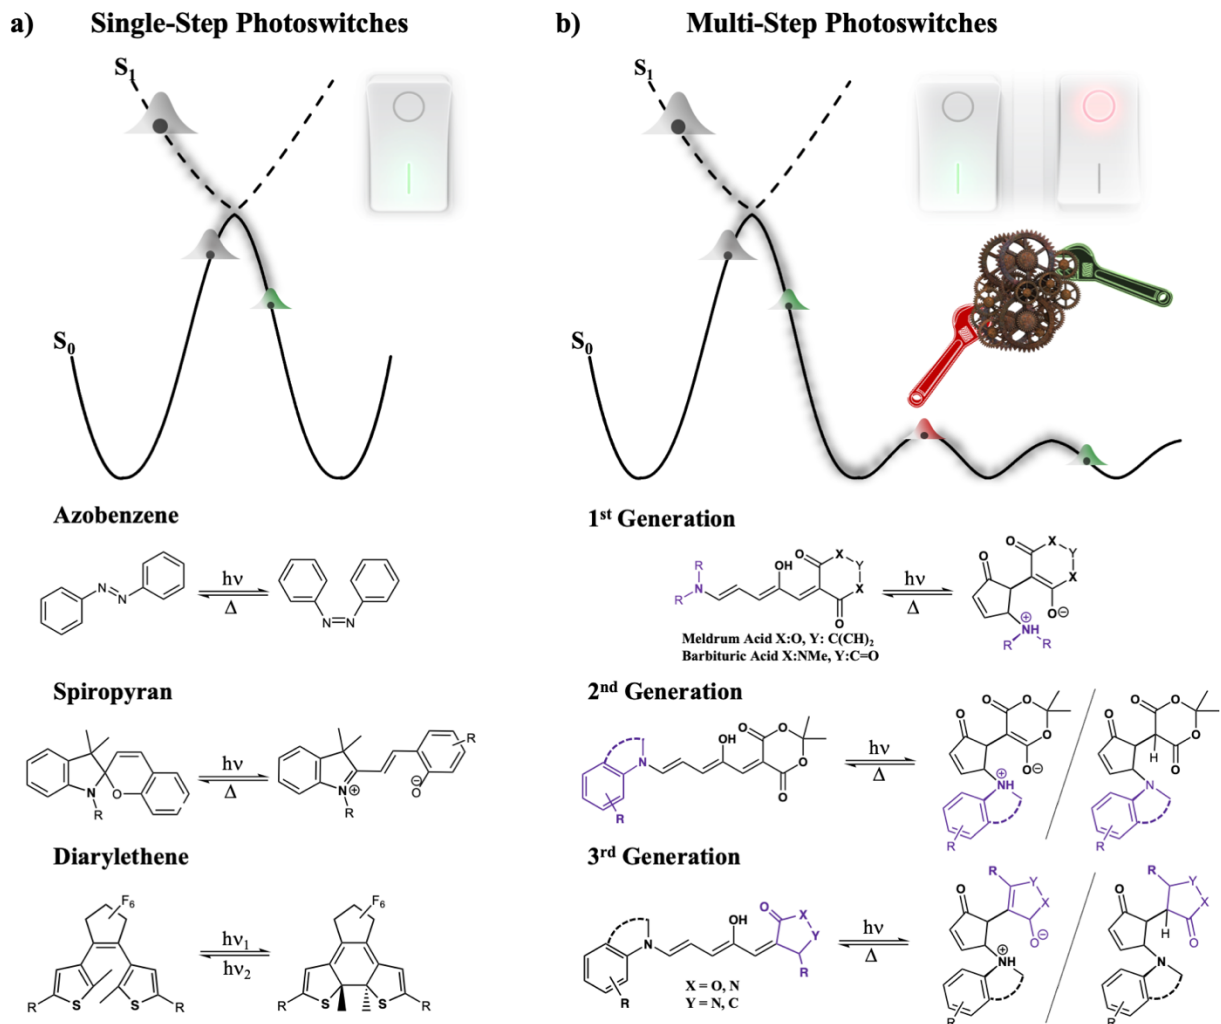 a) Single-Step Photoswitches
S1
S0
Azobenzene
N
N
hν
Δ
N=N
Spiropyran
N
R
O
hν
Δ
N
⊕
R
R
⊖
O
Diarylethene
F6
S
S
R
R
hν1
hν2
F6
S
S
R
R
b) Multi-Step Photoswitches
S1
S0
1st Generation
R
N
R
OH
O
X
Y
X
O
Meldrum Acid X:O, Y: C(CH)2
Barbituric Acid X:NMe, Y:C=O
hν
Δ
O
O
X
Y
X
O⊖
⊕
NH
R
R
2nd Generation
N
R
OH
O
O
O
O
hν
Δ
O
O
O
O
O⊖
⊕
NH
R
O
O
O
O
O
H
N
R
3rd Generation
N
R
OH
O
X
Y
R
X = O, N
Y = N, C
hν
Δ
O
R
Y
X
O⊖
⊕
NH
R
O
R
Y
X
H
O
N
R